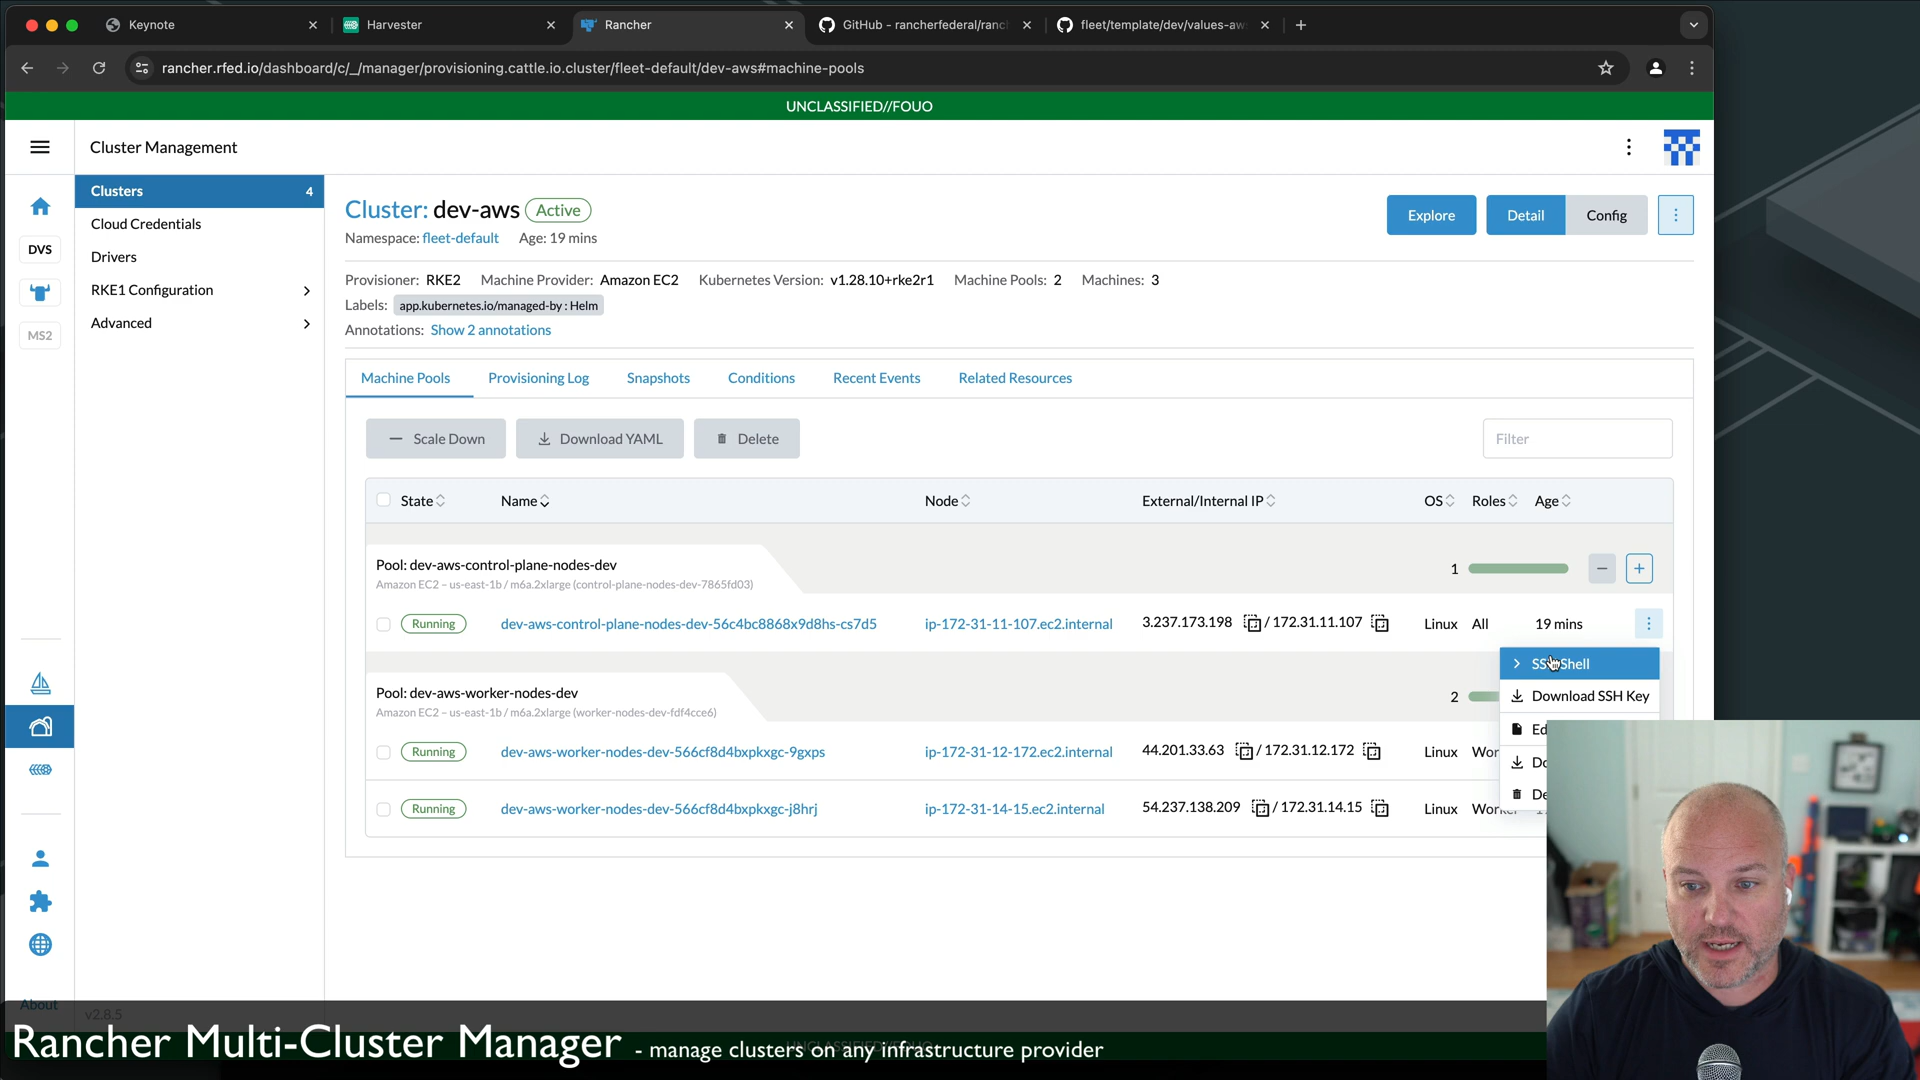 Keynote
Harvester
Rancher
GitHub - rancherfederal/ranc
fleet/template/dev/values-aw
rancher.rfed.io/dashboard/c/_/manager/provisioning.cattle.io.cluster/fleet-default/dev-aws#machine-pools
UNCLASSIFIED//FOUO
Cluster Management
DVS
MS2
Clusters 4
Cloud Credentials
Drivers
RKE1 Configuration
Advanced
About
v2.8.5
Cluster: dev-aws Active
Namespace: fleet-default Age: 19 mins
Explore Detail Config
Provisioner: RKE2 Machine Provider: Amazon EC2 Kubernetes Version: v1.28.10+rke2r1 Machine Pools: 2 Machines: 3
Labels: app.kubernetes.io/managed-by : Helm
Annotations: Show 2 annotations
Machine Pools Provisioning Log Snapshots Conditions Recent Events Related Resources
Scale Down Download YAML Delete Filter
State Name Node External/Internal IP OS Roles Age
Pool: dev-aws-control-plane-nodes-dev 1
Amazon EC2 – us-east-1b / m6a.2xlarge (control-plane-nodes-dev-7865fd03)
Running dev-aws-control-plane-nodes-dev-56c4bc8868x9d8hs-cs7d5 ip-172-31-11-107.ec2.internal 3.237.173.198 / 172.31.11.107 Linux All 19 mins
Shell
Download SSH Key
Pool: dev-aws-worker-nodes-dev 2
Amazon EC2 – us-east-1b / m6a.2xlarge (worker-nodes-dev-fdf4cce6)
Running dev-aws-worker-nodes-dev-566cf8d4bxpkxgc-9gxps ip-172-31-12-172.ec2.internal 44.201.33.63 / 172.31.12.172 Linux Wor
Running dev-aws-worker-nodes-dev-566cf8d4bxpkxgc-j8hrj ip-172-31-14-15.ec2.internal 54.237.138.209 / 172.31.14.15 Linux Worker
Ed
Do
De
Rancher Multi-Cluster Manager - manage clusters on any infrastructure provider